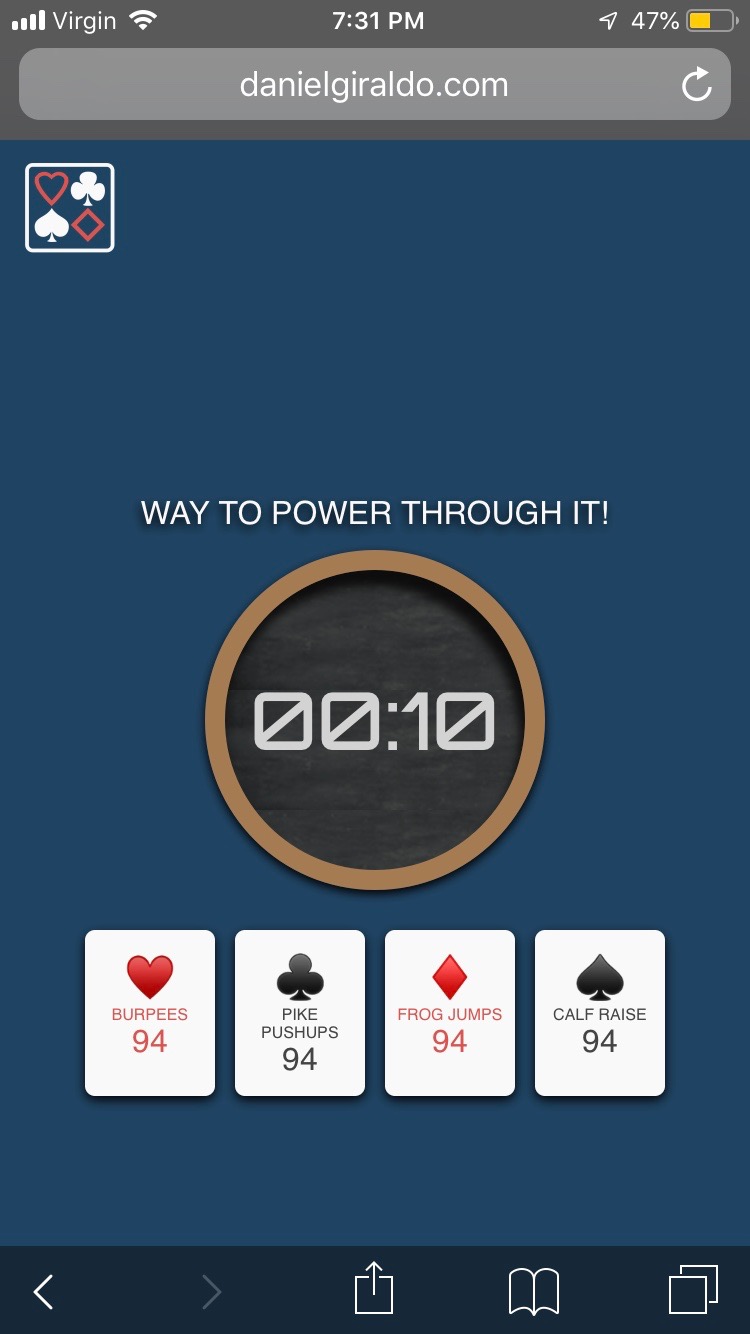 Virgin 7:31 PM 47%
danielgiraldo.com
WAY TO POWER THROUGH IT!
00:10
BURPEES
94
PIKE
PUSHUPS
94
FROG JUMPS
94
CALF RAISE
94